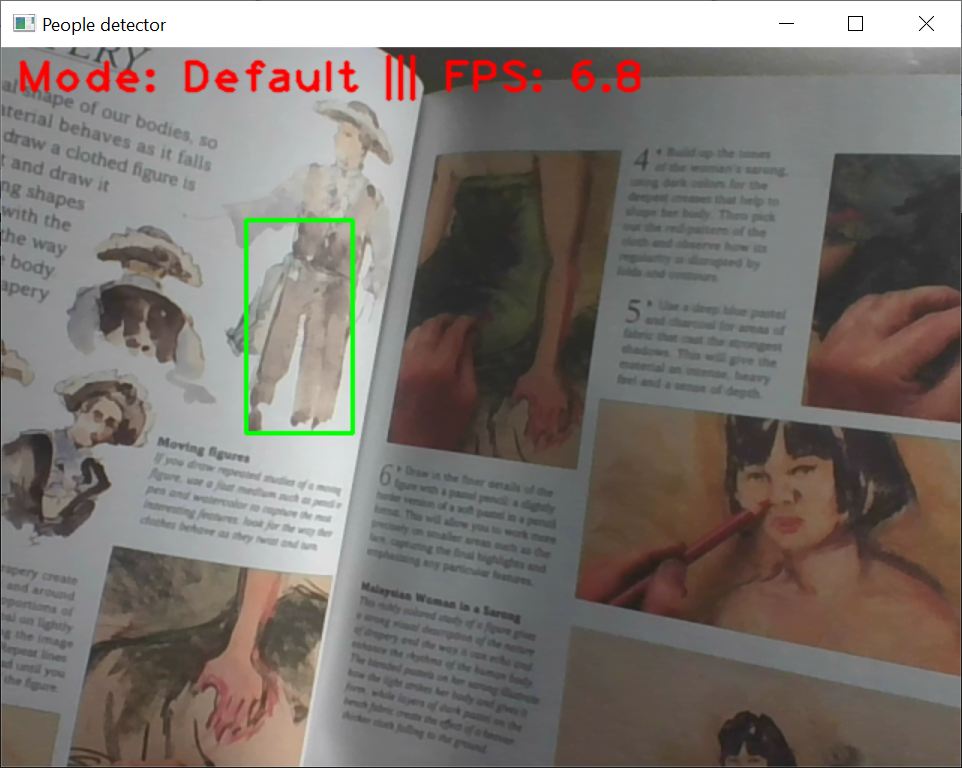 People detector
Mode: Default ||| FPS: 6.8
ERY
al shape of our bodies, so
aterial behaves as it falls
draw a clothed figure is
t and draw it
ng shapes
with the
the way
t body.
apery
Moving figures
If you draw repeated studies of a moving
figure, use a fast medium such as pencil o
pen and watercolor to capture the most
interesting features. look for the way ther
clothes behave as they twist and turn.
rapery create
and around
oportions of
al on lightly
ng the image
Repeat lines
d until you
the figure.
4 • Build up the tones
of the woman's sarong,
using dark colors for the
deepest creases that help to
shape her body. Then pick
out the red pattern of the
cloth and observe how its
regularity is disrupted by
folds and contours.
5 • Use a deep blue pastel
and charcoal for areas of
fabric that cast the strongest
shadows. This will give the
material an intense, heavy
feel and a sense of depth.
6 • Draw in the finer details of the
figure with a pastel pencil: a slightly
harder version of a soft pastel in a pencil
format. This will allow you to work more
precisely on smaller areas such as the
face, capturing the final highlights and
emphasizing any particular features.
Malaysian Woman in a Sarong
This richly colored study of a figure gives
a strong visual description of the nature
of drapery and the way it can echo and
enhance the rhythms of the human body.
The blended pastels on her sarong illustrate
how the light strikes her body and gives it
form, while layers of dark pastel on the
bench fabric create the effect of a heavier,
thicker cloth falling to the ground.